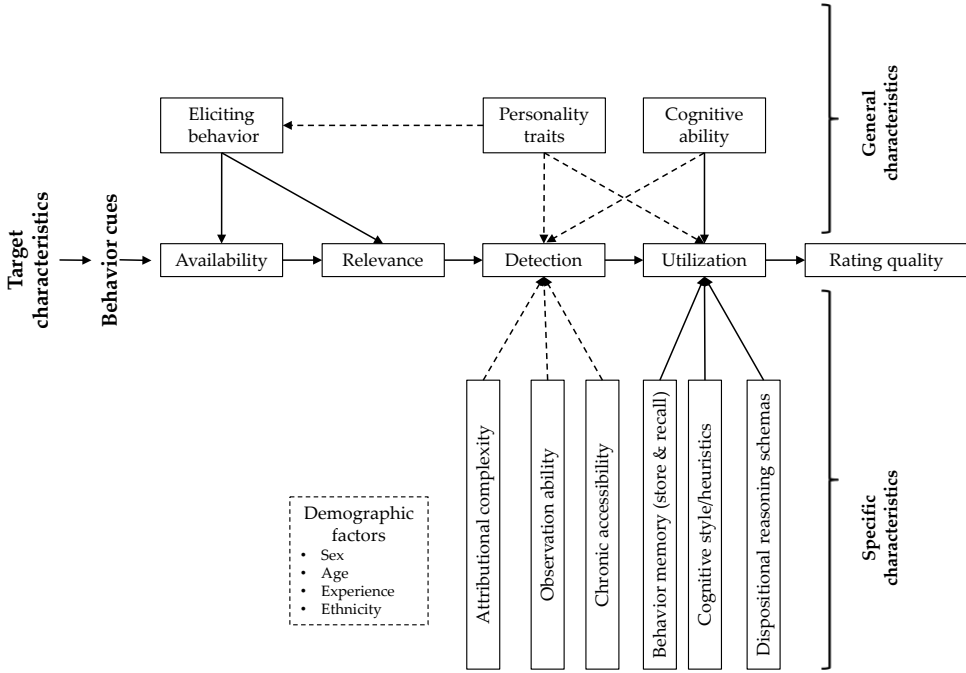 Eliciting
behavior
Personality
traits
Cognitive
ability
General
characteristics
Target
characteristics
Behavior cues
Availability
Relevance
Detection
Utilization
Rating quality
Attributional complexity
Observation ability
Chronic accessibility
Behavior memory (store & recall)
Cognitive style/heuristics
Dispositional reasoning schemas
Specific
characteristics
Demographic
factors
• Sex
• Age
• Experience
• Ethnicity